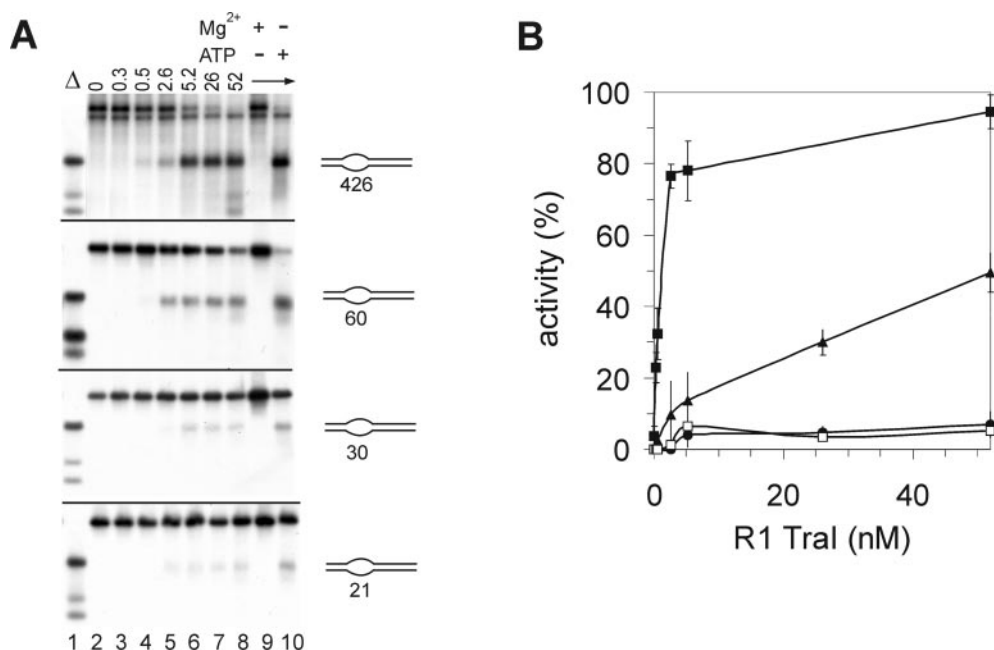 A
B
Mg2+ + -
ATP - +
Δ 0 0.3 0.5 2.6 5.2 26 52
426
60
30
21
1 2 3 4 5 6 7 8 9 10
100
80
60
40
20
0
activity (%)
0 20 40
R1 TraI (nM)